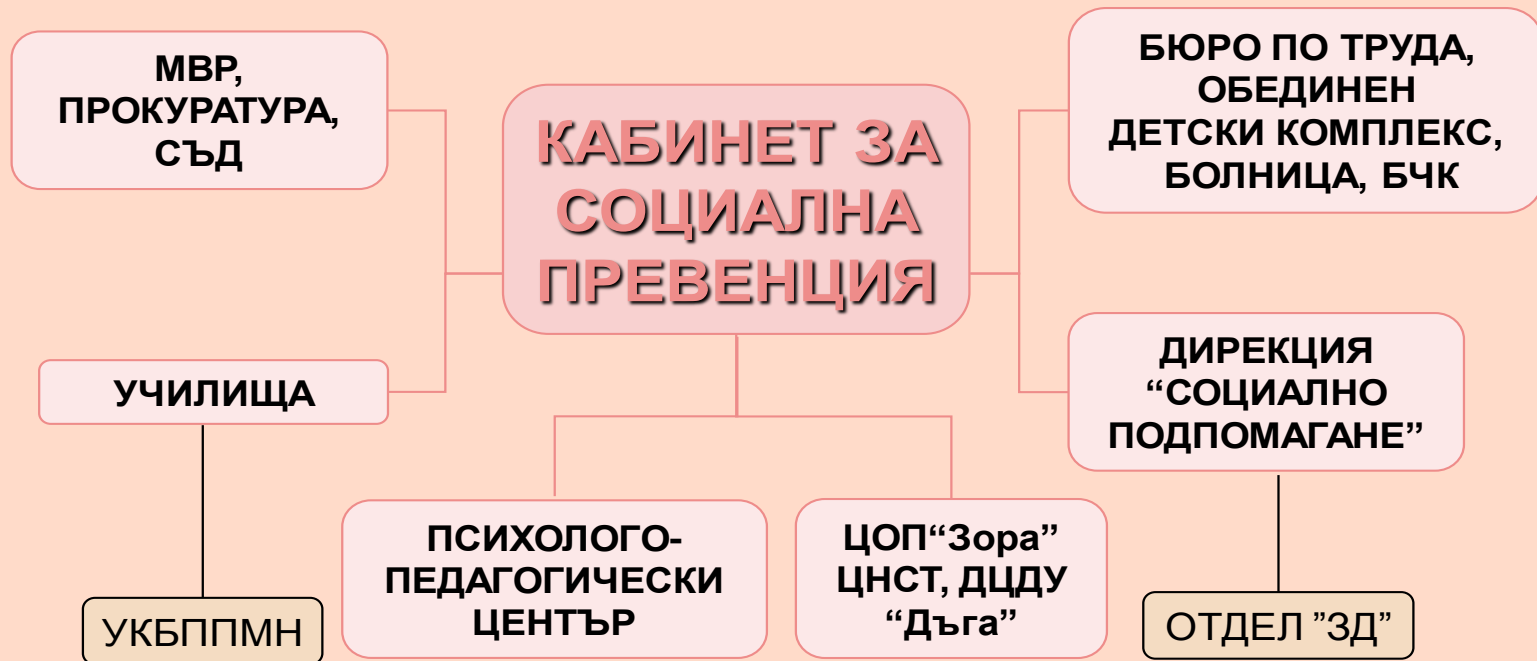 МВР,
ПРОКУРАТУРА,
СЪД
КАБИНЕТ ЗА
СОЦИАЛНА
ПРЕВЕНЦИЯ
БЮРО ПО ТРУДА,
ОБЕДИНЕН
ДЕТСКИ КОМПЛЕКС,
БОЛНИЦА, БЧК
УЧИЛИЩА
ДИРЕКЦИЯ
“СОЦИАЛНО
ПОДПОМАГАНЕ”
ПСИХОЛОГО-
ПЕДАГОГИЧЕСКИ
ЦЕНТЪР
ЦОП“Зора”
ЦНСТ, ДЦДУ
“Дъга”
УКБППМН
ОТДЕЛ ”ЗД”